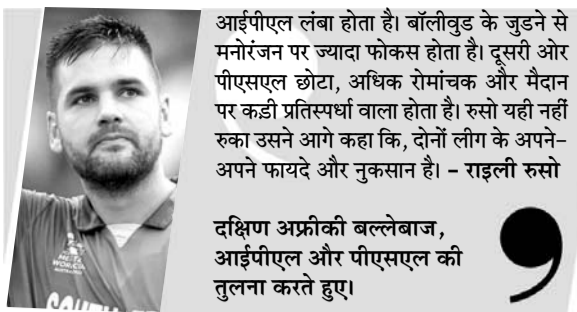 आईपीएल लंबा होता है। बॉलीवुड के जुडने से
मनोरंजन पर ज्यादा फोकस होता है। दूसरी ओर
पीएसएल छोटा, अधिक रोमांचक और मैदान
पर कड़ी प्रतिस्पर्धा वाला होता है। रुसो यही नहीं
रुका उसने आगे कहा कि, दोनों लीग के अपने-
अपने फायदे और नुकसान है। – राइली रुसो
दक्षिण अफ्रीकी बल्लेबाज,
आईपीएल और पीएसएल की
तुलना करते हुए।
SOUTH